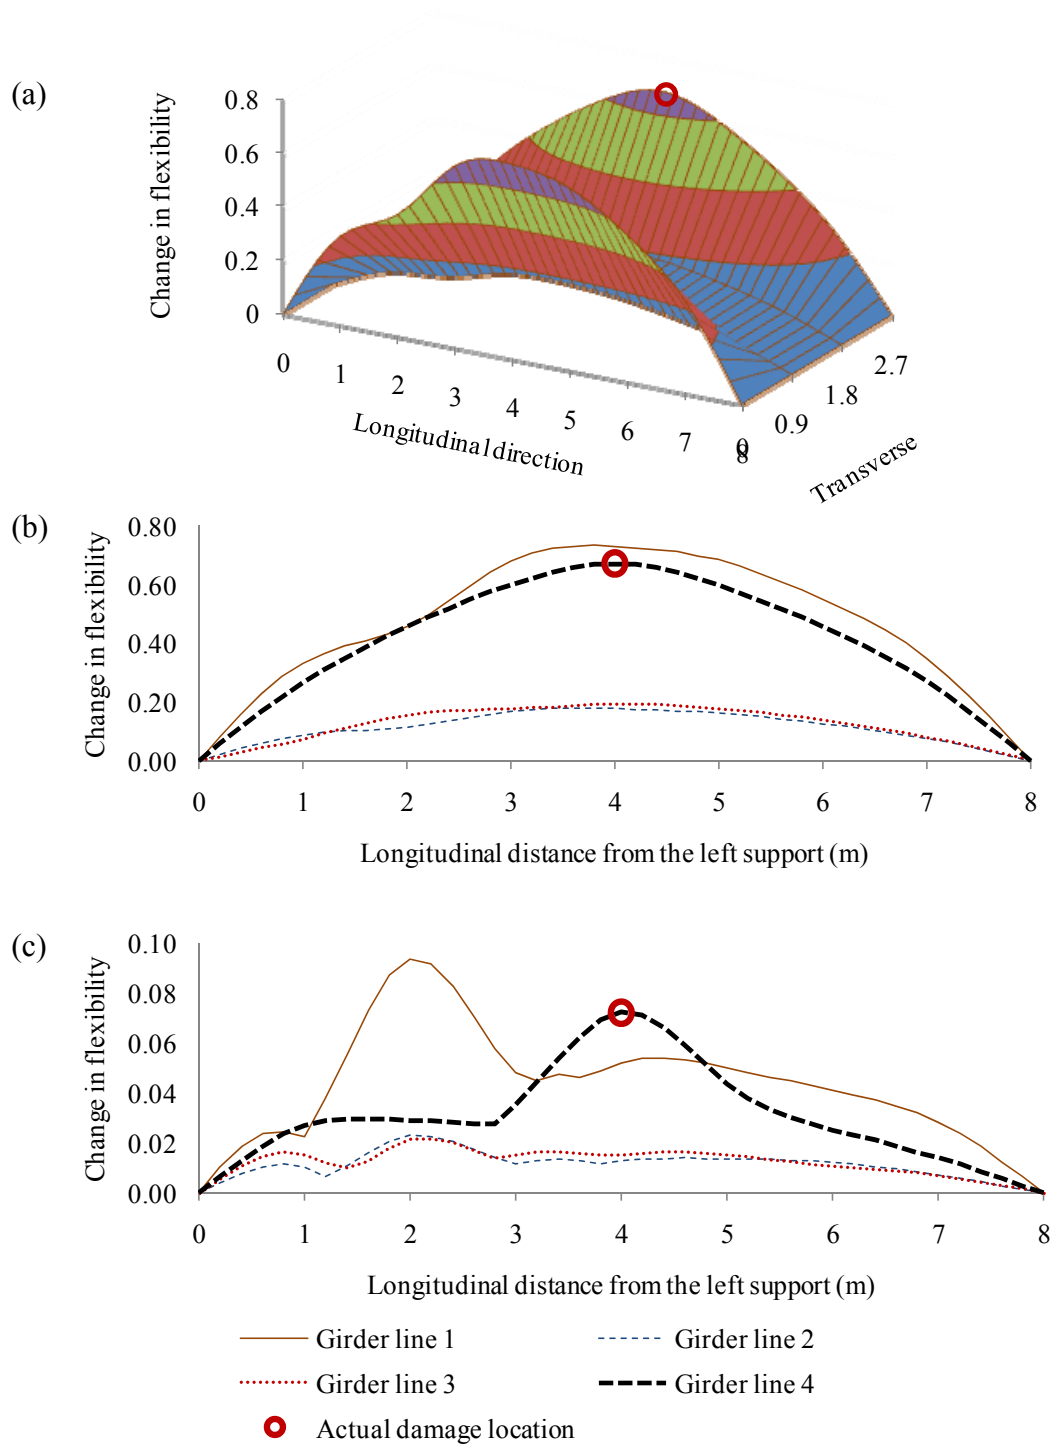 (a)
Change in flexibility
0.8
0.6
0.4
0.2
0
0 1 2 3 4 5 6 7 8
Longitudinal direction
0 0.9 1.8 2.7
Transverse
(b)
Change in flexibility
0.80
0.60
0.40
0.20
0.00
0 1 2 3 4 5 6 7 8
Longitudinal distance from the left support (m)
(c)
Change in flexibility
0.10
0.08
0.06
0.04
0.02
0.00
0 1 2 3 4 5 6 7 8
Longitudinal distance from the left support (m)
Girder line 1
Girder line 2
Girder line 3
Girder line 4
Actual damage location